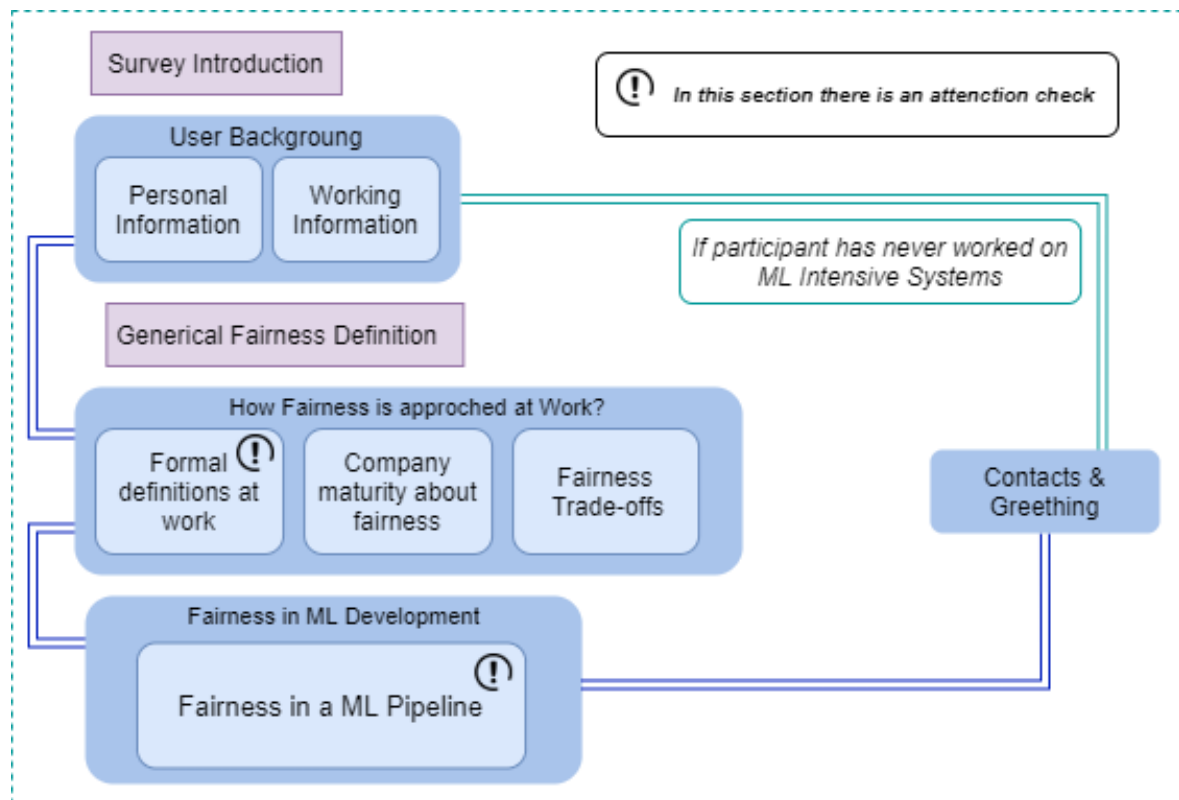 Survey Introduction
In this section there is an attenction check
User Backgroung
Personal
Information
Working
Information
If participant has never worked on
ML Intensive Systems
Generical Fairness Definition
How Fairness is approched at Work?
Formal
definitions at
work
Company
maturity about
fairness
Fairness
Trade-offs
Contacts &
Greething
Fairness in ML Development
Fairness in a ML Pipeline